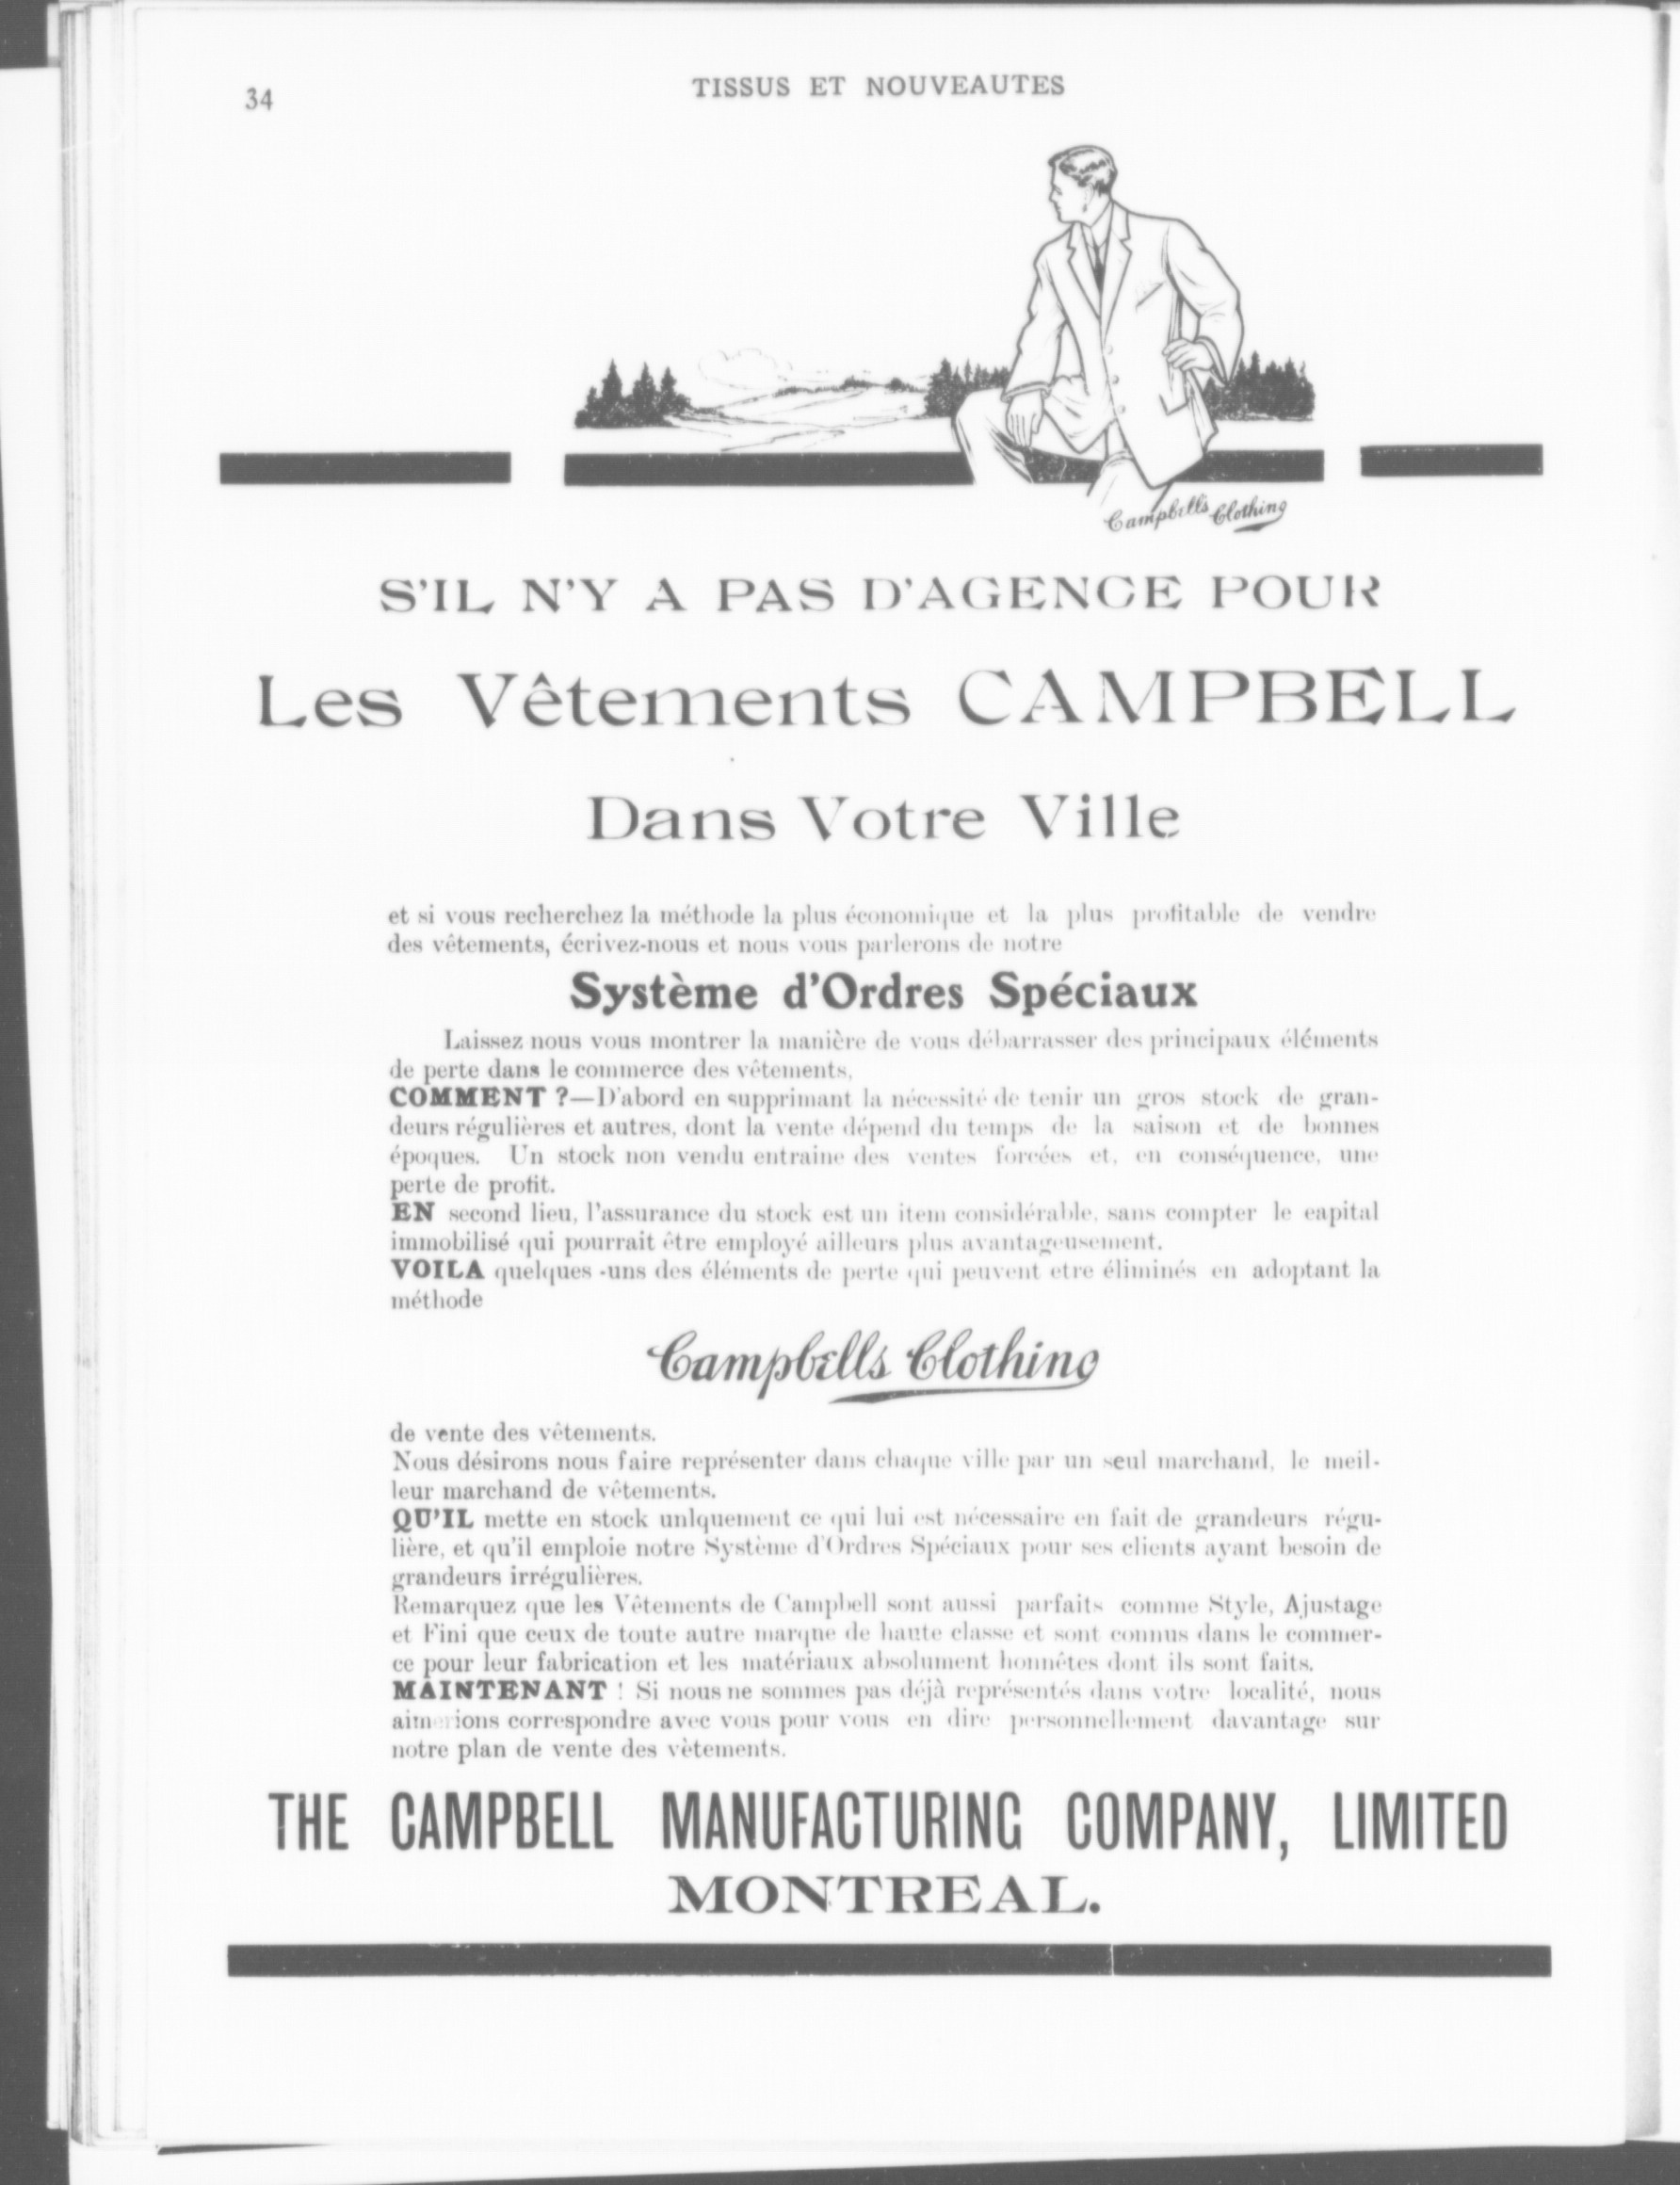 34
TISSUS ET NOUVEAUTES
Campbell's Clothing
S'IL N'Y A PAS D'AGENCE POUR
Les Vêtements CAMPBELL
Dans Votre Ville
et si vous recherchez la méthode la plus économique et la plus profitable de vendre
des vêtements, écrivez-nous et nous vous parlerons de notre
Système d'Ordres Spéciaux
Laissez nous vous montrer la manière de vous débarrasser des principaux éléments
de perte dans le commerce des vêtements.
COMMENT ?—D'abord en supprimant la nécessité de tenir un gros stock de gran-
deurs régulières et autres, dont la vente dépend du temps de la saison et de bonnes
époques. Un stock non vendu entraine des ventes forcées et, en conséquence, une
perte de profit.
EN second lieu, l'assurance du stock est un item considérable, sans compter le capital
immobilisé qui pourrait être employé ailleurs plus avantageusement.
VOILA quelques -uns des éléments de perte qui peuvent etre éliminés en adoptant la
méthode
Campbell's Clothing
de vente des vêtements.
Nous désirons nous faire représenter dans chaque ville par un seul marchand, le meil-
leur marchand de vêtements.
QU'IL mette en stock unlquement ce qui lui est nécessaire en fait de grandeurs régu-
lière, et qu'il emploie notre Système d'Ordres Spéciaux pour ses clients ayant besoin de
grandeurs irrégulières.
Remarquez que les Vêtements de Campbell sont aussi parfaits comme Style, Ajustage
et Fini que ceux de toute autre marqne de haute classe et sont connus dans le commer-
ce pour leur fabrication et les matériaux absolument honnêtes dont ils sont faits.
MAINTENANT ! Si nous ne sommes pas déjà représentés dans votre localité, nous
aimerions correspondre avec vous pour vous en dire personnellement davantage sur
notre plan de vente des vètements.
THE CAMPBELL MANUFACTURING COMPANY, LIMITED
MONTREAL.